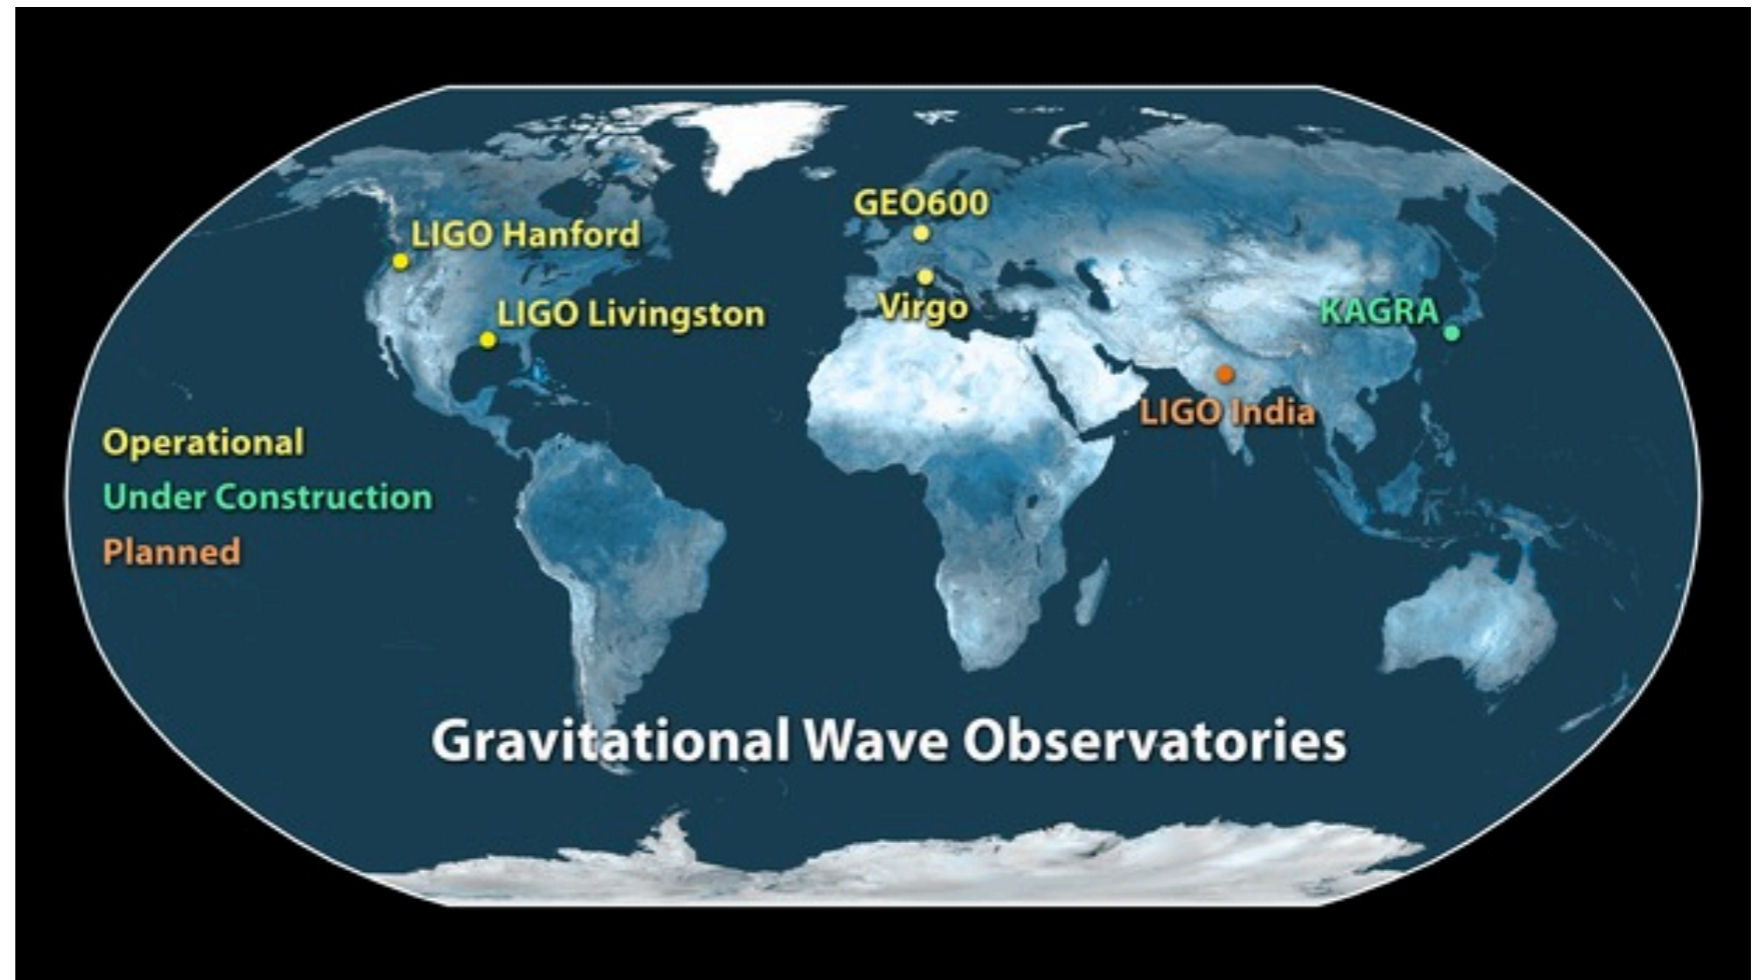 GEO600
LIGO Hanford
Virgo
LIGO Livingston
KAGRA
LIGO India
Operational
Under Construction
Planned
Gravitational Wave Observatories